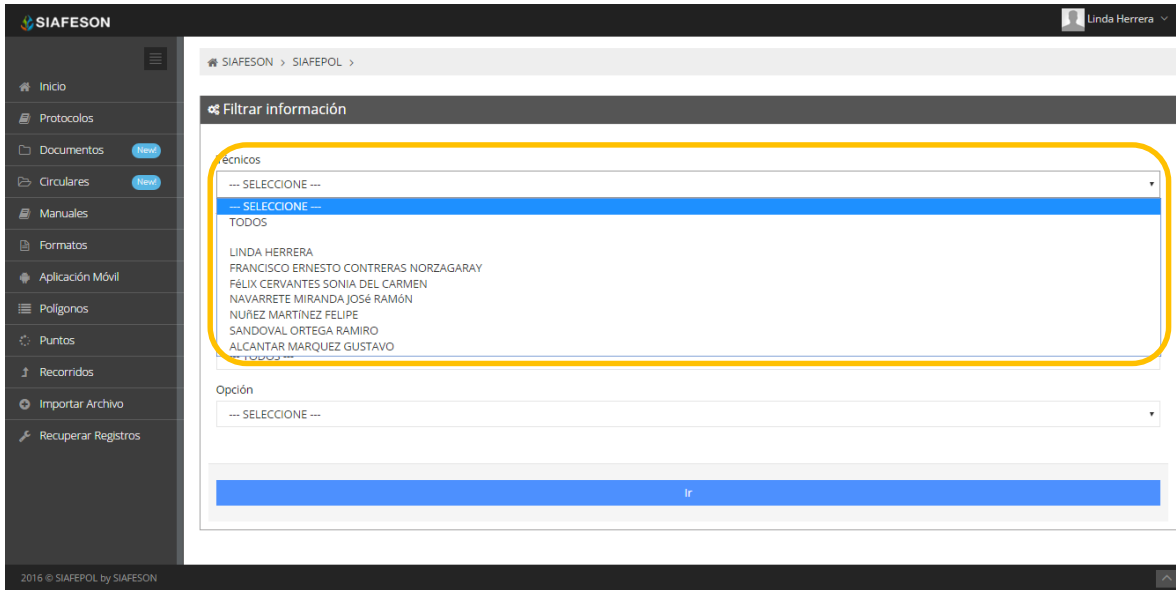 SIAFESON
Linda Herrera
SIAFESON > SIAFEPOL >
Inicio
Protocolos
Documentos New!
Circulares New!
Manuales
Formatos
Aplicación Móvil
Polígonos
Puntos
Recorridos
Importar Archivo
Recuperar Registros
Filtrar información
Técnicos
--- SELECCIONE ---
--- SELECCIONE ---
TODOS
LINDA HERRERA
FRANCISCO ERNESTO CONTRERAS NORZAGARAY
FéLIX CERVANTES SONIA DEL CARMEN
NAVARRETE MIRANDA JOSé RAMóN
NUñEZ MARTíNEZ FELIPE
SANDOVAL ORTEGA RAMIRO
ALCANTAR MARQUEZ GUSTAVO
--- TODOS ---
Opción
--- SELECCIONE ---
Ir
2016 © SIAFEPOL by SIAFESON